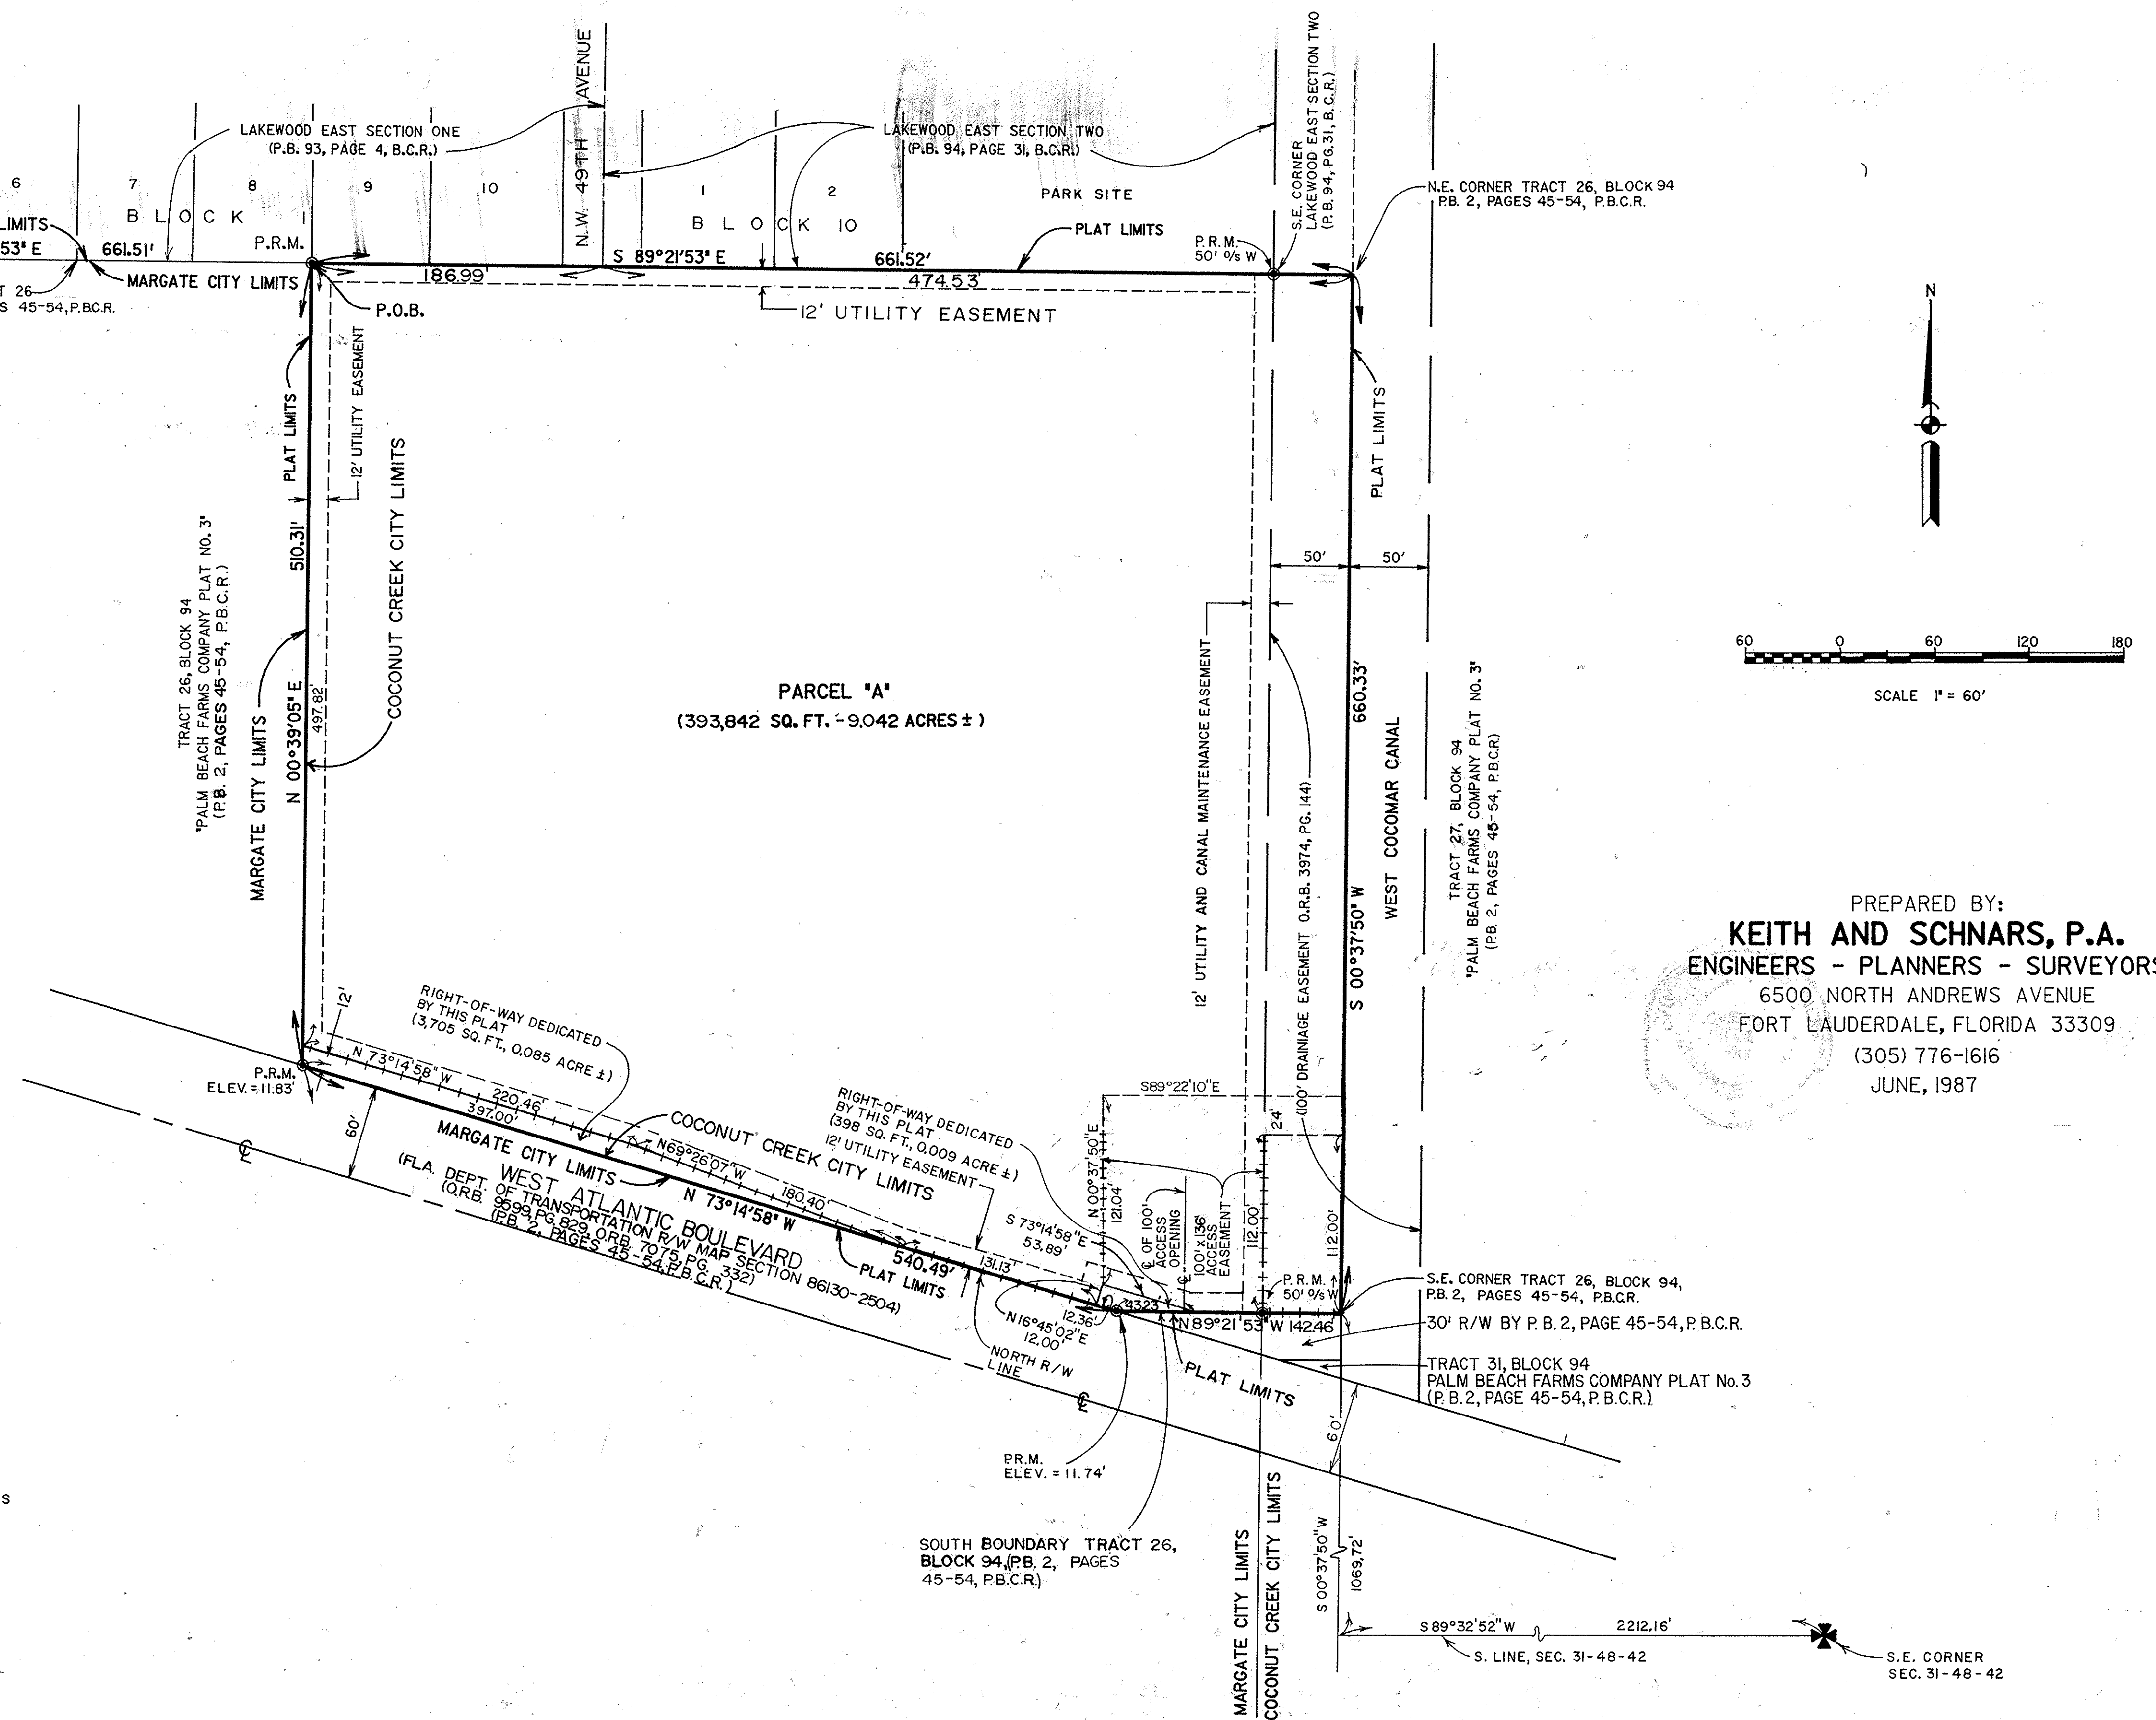 N.W. 49TH AVENUE
S.E. CORNER
LAKEWOOD EAST SECTION TWO
(P.B. 94, PG. 31, B.C.R.)
LAKEWOOD EAST SECTION ONE
(P.B. 93, PAGE 4, B.C.R.)
LAKEWOOD EAST SECTION TWO
(P.B. 94, PAGE 31, B.C.R.)
6
7
8
9
10
1
2
PARK SITE
BLOCK 1
BLOCK 10
N.E. CORNER TRACT 26, BLOCK 94
P.B. 2, PAGES 45-54, P.B.C.R.
LIMITS
53" E
661.51'
P.R.M.
S 89°21'53" E
661.52'
PLAT LIMITS
P.R.M.
50' O/S W
MARGATE CITY LIMITS
186.99'
474.53'
T 26
S 45-54, P.B.C.R.
P.O.B.
12' UTILITY EASEMENT
N
PLAT LIMITS
12' UTILITY EASEMENT
COCONUT CREEK CITY LIMITS
510.31'
N 00°39'05" E
497.82'
MARGATE CITY LIMITS
TRACT 26, BLOCK 94
"PALM BEACH FARMS COMPANY PLAT NO. 3"
(P.B. 2, PAGES 45-54, P.B.C.R.)
PLAT LIMITS
50'
50'
12' UTILITY AND CANAL MAINTENANCE EASEMENT
(100' DRAINIAGE EASEMENT O.R.B. 3974, PG. 144)
660.33'
S 00°37'50" W
WEST COCOMAR CANAL
TRACT 27, BLOCK 94
"PALM BEACH FARMS COMPANY PLAT NO. 3"
(P.B. 2, PAGES 45-54, P.B.C.R)
PARCEL "A"
(393,842 SQ. FT. - 9.042 ACRES ±)
60 0 60 120 180
SCALE 1" = 60'
PREPARED BY:
KEITH AND SCHNARS, P.A.
ENGINEERS - PLANNERS - SURVEYORS
6500 NORTH ANDREWS AVENUE
FORT LAUDERDALE, FLORIDA 33309
(305) 776-1616
JUNE, 1987
12'
RIGHT-OF-WAY DEDICATED
BY THIS PLAT
(3,705 SQ. FT., 0.085 ACRE ±)
P.R.M.
ELEV. = 11.83'
N 73°14'58" W
220.46'
397.00'
60'
N69°26'07"W
180.40'
COCONUT CREEK CITY LIMITS
MARGATE CITY LIMITS
N 73°14'58" W
540.49'
PLAT LIMITS
WEST ATLANTIC BOULEVARD
(FLA. DEPT. OF TRANSPORTATION R/W MAP SECTION 86130-2504)
(O.R.B. 9599, PG. 829, O.R.B. 7075, PG. 332)
(P.B. 2, PAGES 45-54, P.B.C.R.)
RIGHT-OF-WAY DEDICATED
BY THIS PLAT
(398 SQ. FT., 0.009 ACRE ±)
12' UTILITY EASEMENT
131.13'
S 73°14'58"E
53.89'
S89°22'10"E
N 00°37'50"E
121.04'
℄ OF 100'
ACCESS
OPENING
100' x 136'
ACCESS
EASEMENT
24'
112.00'
112.00'
P.R.M.
50' O/S W
43.23'
12.36'
N16°45'02"E
12.00'
NORTH R/W
LINE
N89°21'53"W 142.46'
PLAT LIMITS
S.E. CORNER TRACT 26, BLOCK 94,
P.B. 2, PAGES 45-54, P.B.C.R.
30' R/W BY P.B. 2, PAGE 45-54, P.B.C.R.
TRACT 31, BLOCK 94
PALM BEACH FARMS COMPANY PLAT No. 3
(P.B. 2, PAGE 45-54, P.B.C.R.)
℄
℄
60'
P.R.M.
ELEV. = 11.74'
SOUTH BOUNDARY TRACT 26,
BLOCK 94, (P.B. 2, PAGES
45-54, P.B.C.R.)
MARGATE CITY LIMITS
COCONUT CREEK CITY LIMITS
S 00°37'50"W
1069.72'
S89°32'52"W
2212.16'
S. LINE, SEC. 31-48-42
S.E. CORNER
SEC. 31-48-42
S